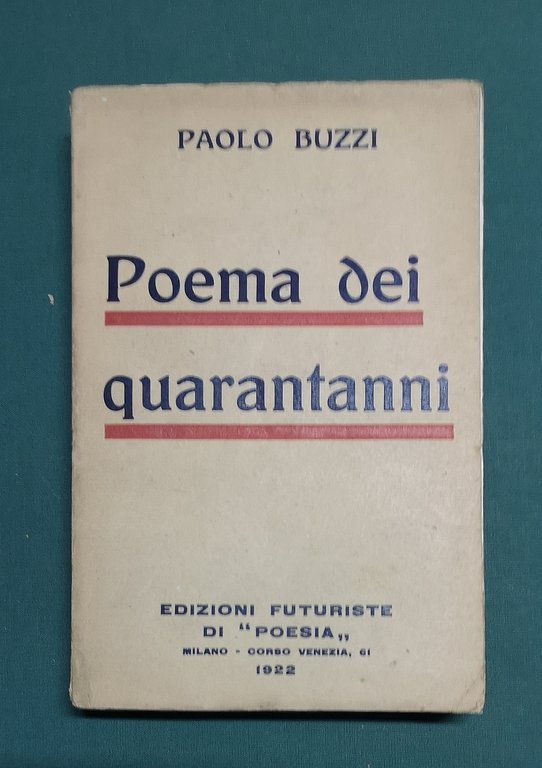 PAOLO BUZZI
Poema dei
quarantanni
EDIZIONI FUTURISTE
DI “POESIA„
MILANO - CORSO VENEZIA, 61
1922